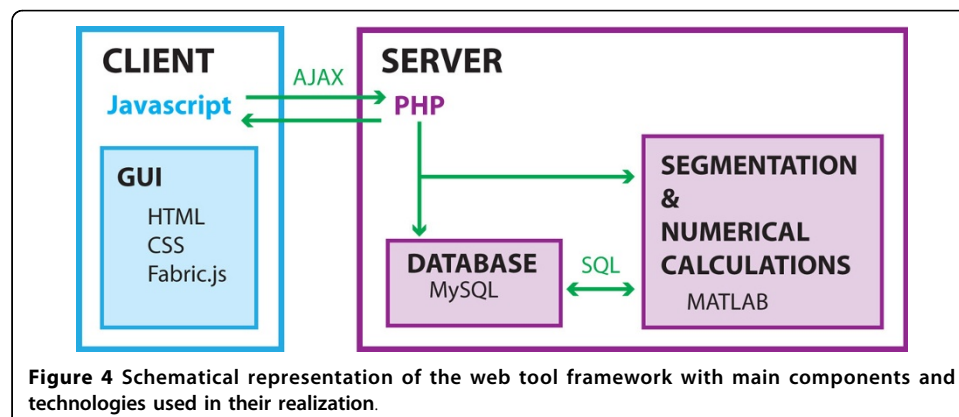 CLIENT
AJAX
Javascript
GUI
HTML
CSS
Fabric.js
SERVER
PHP
SEGMENTATION
&
NUMERICAL
CALCULATIONS
MATLAB
DATABASE
MySQL
SQL
Figure 4 Schematical representation of the web tool framework with main components and
technologies used in their realization.